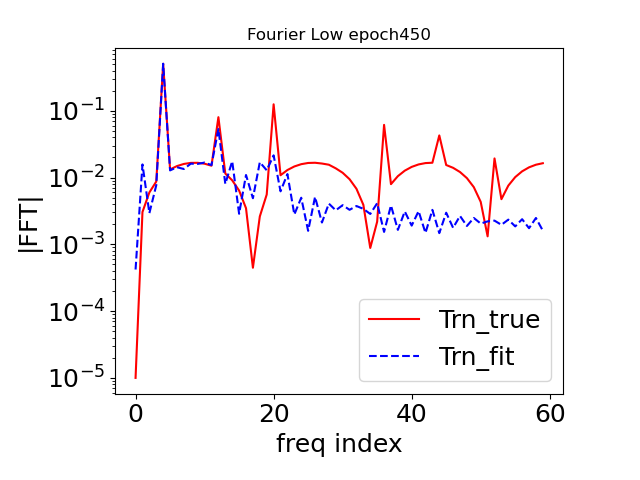 Fourier Low epoch450
|FFT|
10⁻¹
10⁻²
10⁻³
10⁻⁴
10⁻⁵
Trn_true
Trn_fit
0 20 40 60
freq index